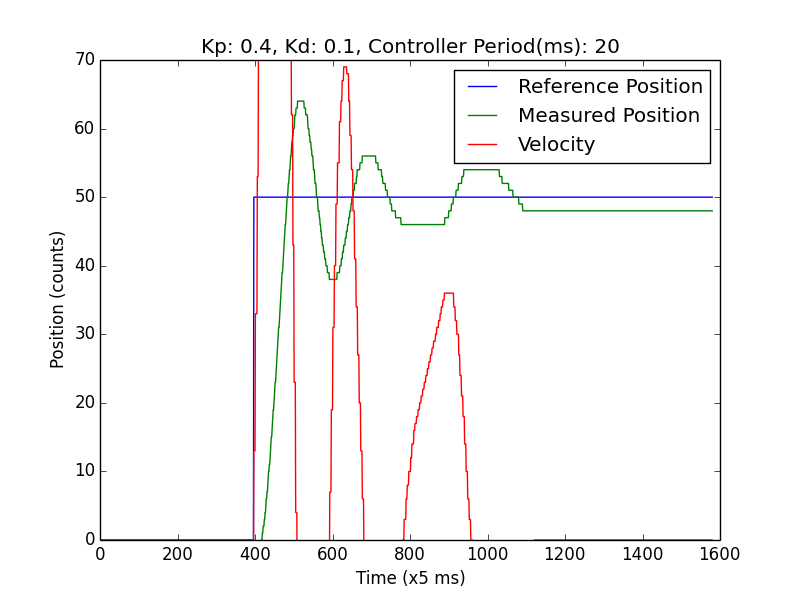 Kp: 0.4, Kd: 0.1, Controller Period(ms): 20
Reference Position
Measured Position
Velocity
Position (counts)
70
60
50
40
30
20
10
0
0 200 400 600 800 1000 1200 1400 1600
Time (x5 ms)